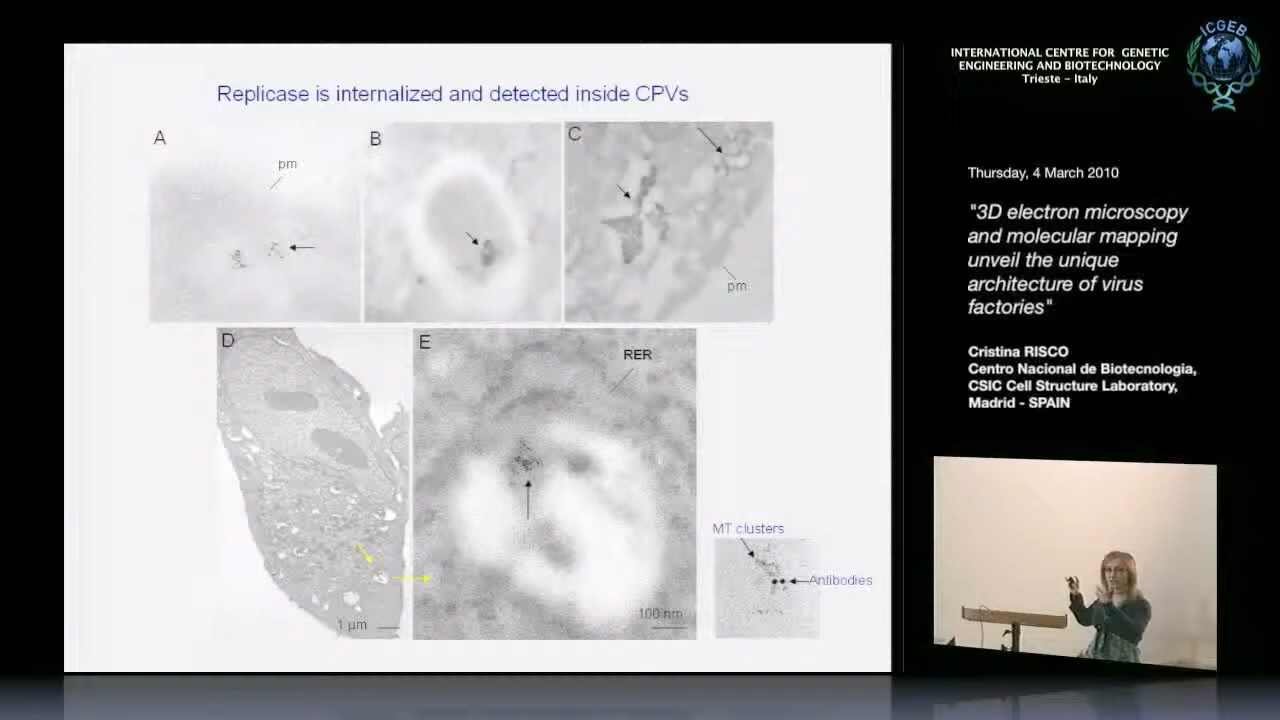 Replicase is internalized and detected inside CPVs
A
pm
B
C
pm
D
1 µm
E
RER
100 nm
MT clusters
Antibodies
ICGEB
INTERNATIONAL CENTRE FOR GENETIC
ENGINEERING AND BIOTECHNOLOGY
Trieste – Italy
Thursday, 4 March 2010
"3D electron microscopy
and molecular mapping
unveil the unique
architecture of virus
factories"
Cristina RISCO
Centro Nacional de Biotecnologia,
CSIC Cell Structure Laboratory,
Madrid - SPAIN